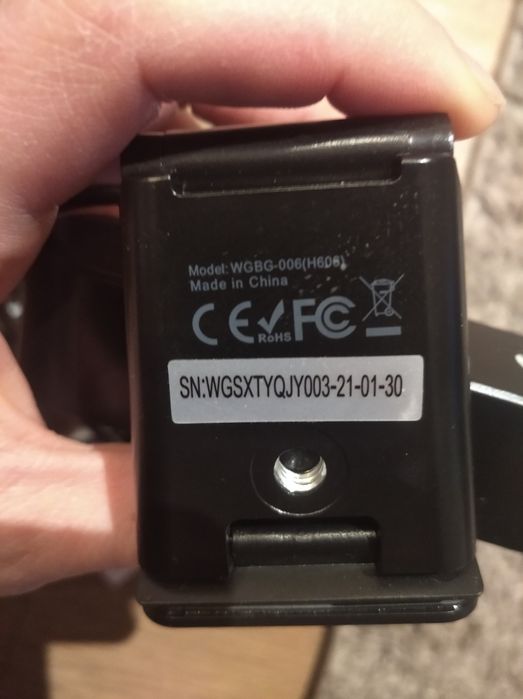 Model: WGBG-006(H606)
Made in China
CE RoHS FC
SN:WGSXTYQJY003-21-01-30